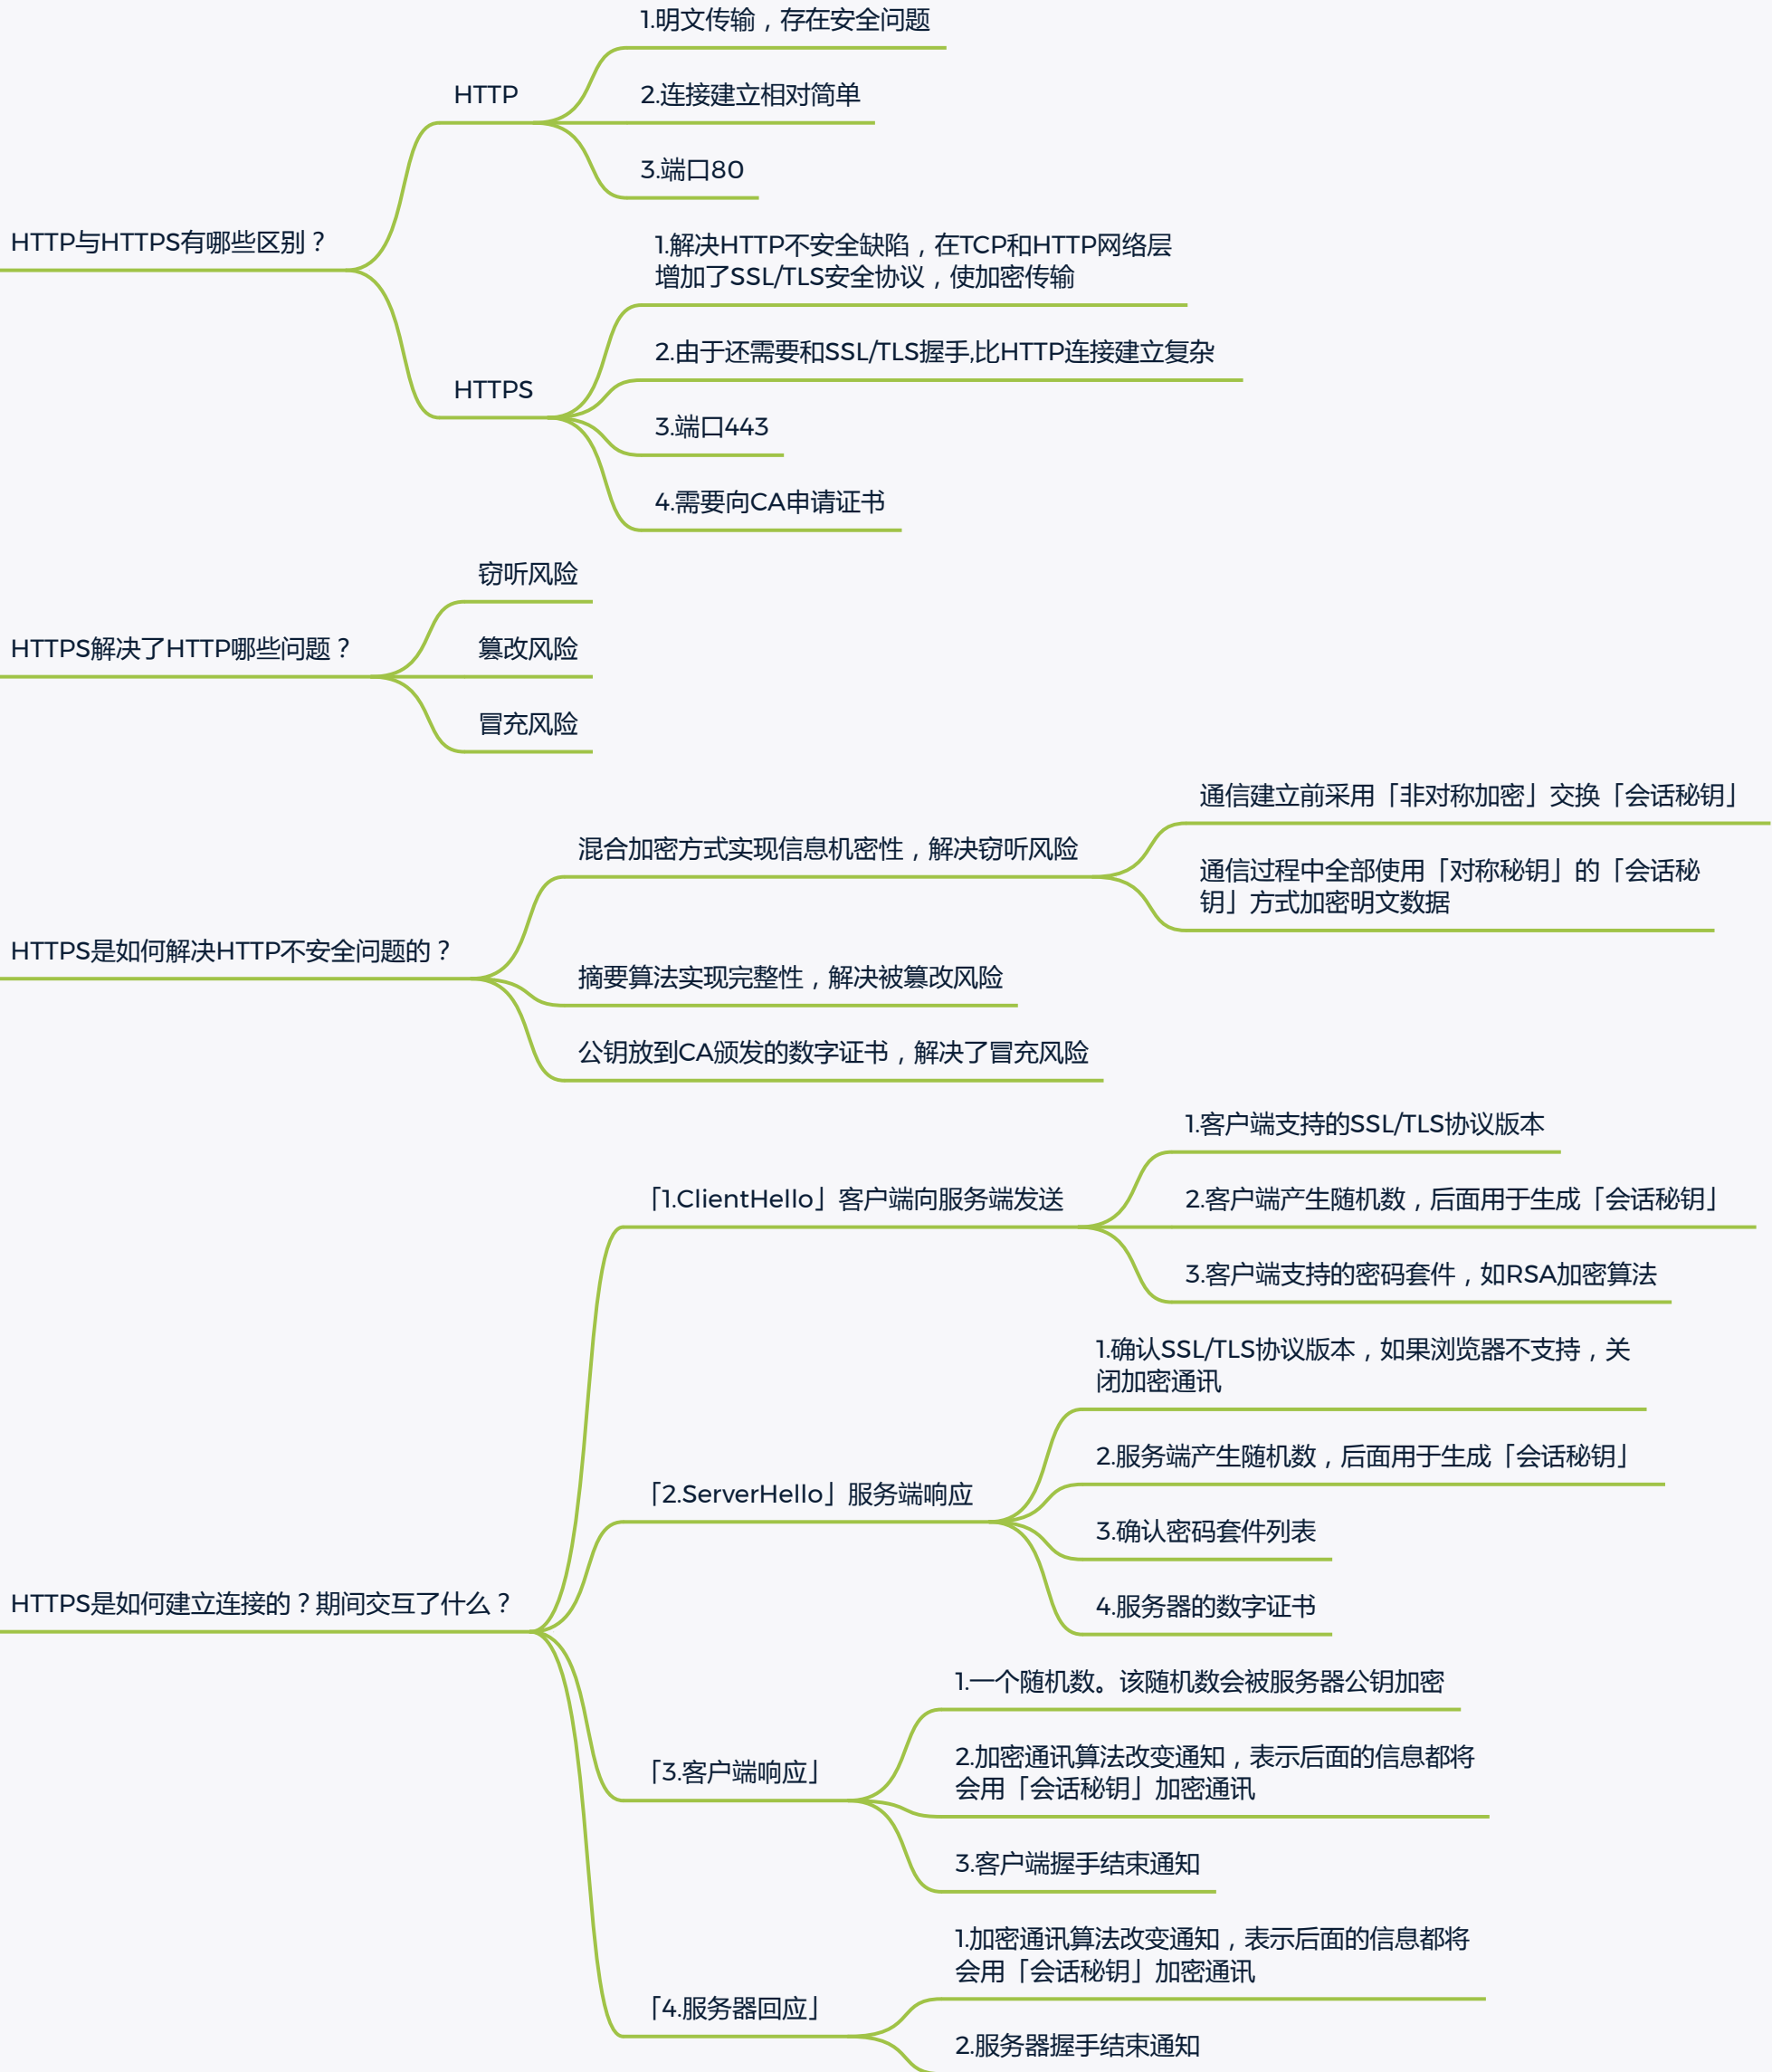 HTTP与HTTPS有哪些区别？
HTTP
1.明文传输，存在安全问题
2.连接建立相对简单
3.端口80
HTTPS
1.解决HTTP不安全缺陷，在TCP和HTTP网络层
增加了SSL/TLS安全协议，使加密传输
2.由于还需要和SSL/TLS握手,比HTTP连接建立复杂
3.端口443
4.需要向CA申请证书
HTTPS解决了HTTP哪些问题？
窃听风险
篡改风险
冒充风险
HTTPS是如何解决HTTP不安全问题的？
混合加密方式实现信息机密性，解决窃听风险
通信建立前采用「非对称加密」交换「会话秘钥」
通信过程中全部使用「对称秘钥」的「会话秘
钥」方式加密明文数据
摘要算法实现完整性，解决被篡改风险
公钥放到CA颁发的数字证书，解决了冒充风险
HTTPS是如何建立连接的？期间交互了什么？
「1.ClientHello」客户端向服务端发送
1.客户端支持的SSL/TLS协议版本
2.客户端产生随机数，后面用于生成「会话秘钥」
3.客户端支持的密码套件，如RSA加密算法
「2.ServerHello」服务端响应
1.确认SSL/TLS协议版本，如果浏览器不支持，关
闭加密通讯
2.服务端产生随机数，后面用于生成「会话秘钥」
3.确认密码套件列表
4.服务器的数字证书
「3.客户端响应」
1.一个随机数。该随机数会被服务器公钥加密
2.加密通讯算法改变通知，表示后面的信息都将
会用「会话秘钥」加密通讯
3.客户端握手结束通知
「4.服务器回应」
1.加密通讯算法改变通知，表示后面的信息都将
会用「会话秘钥」加密通讯
2.服务器握手结束通知